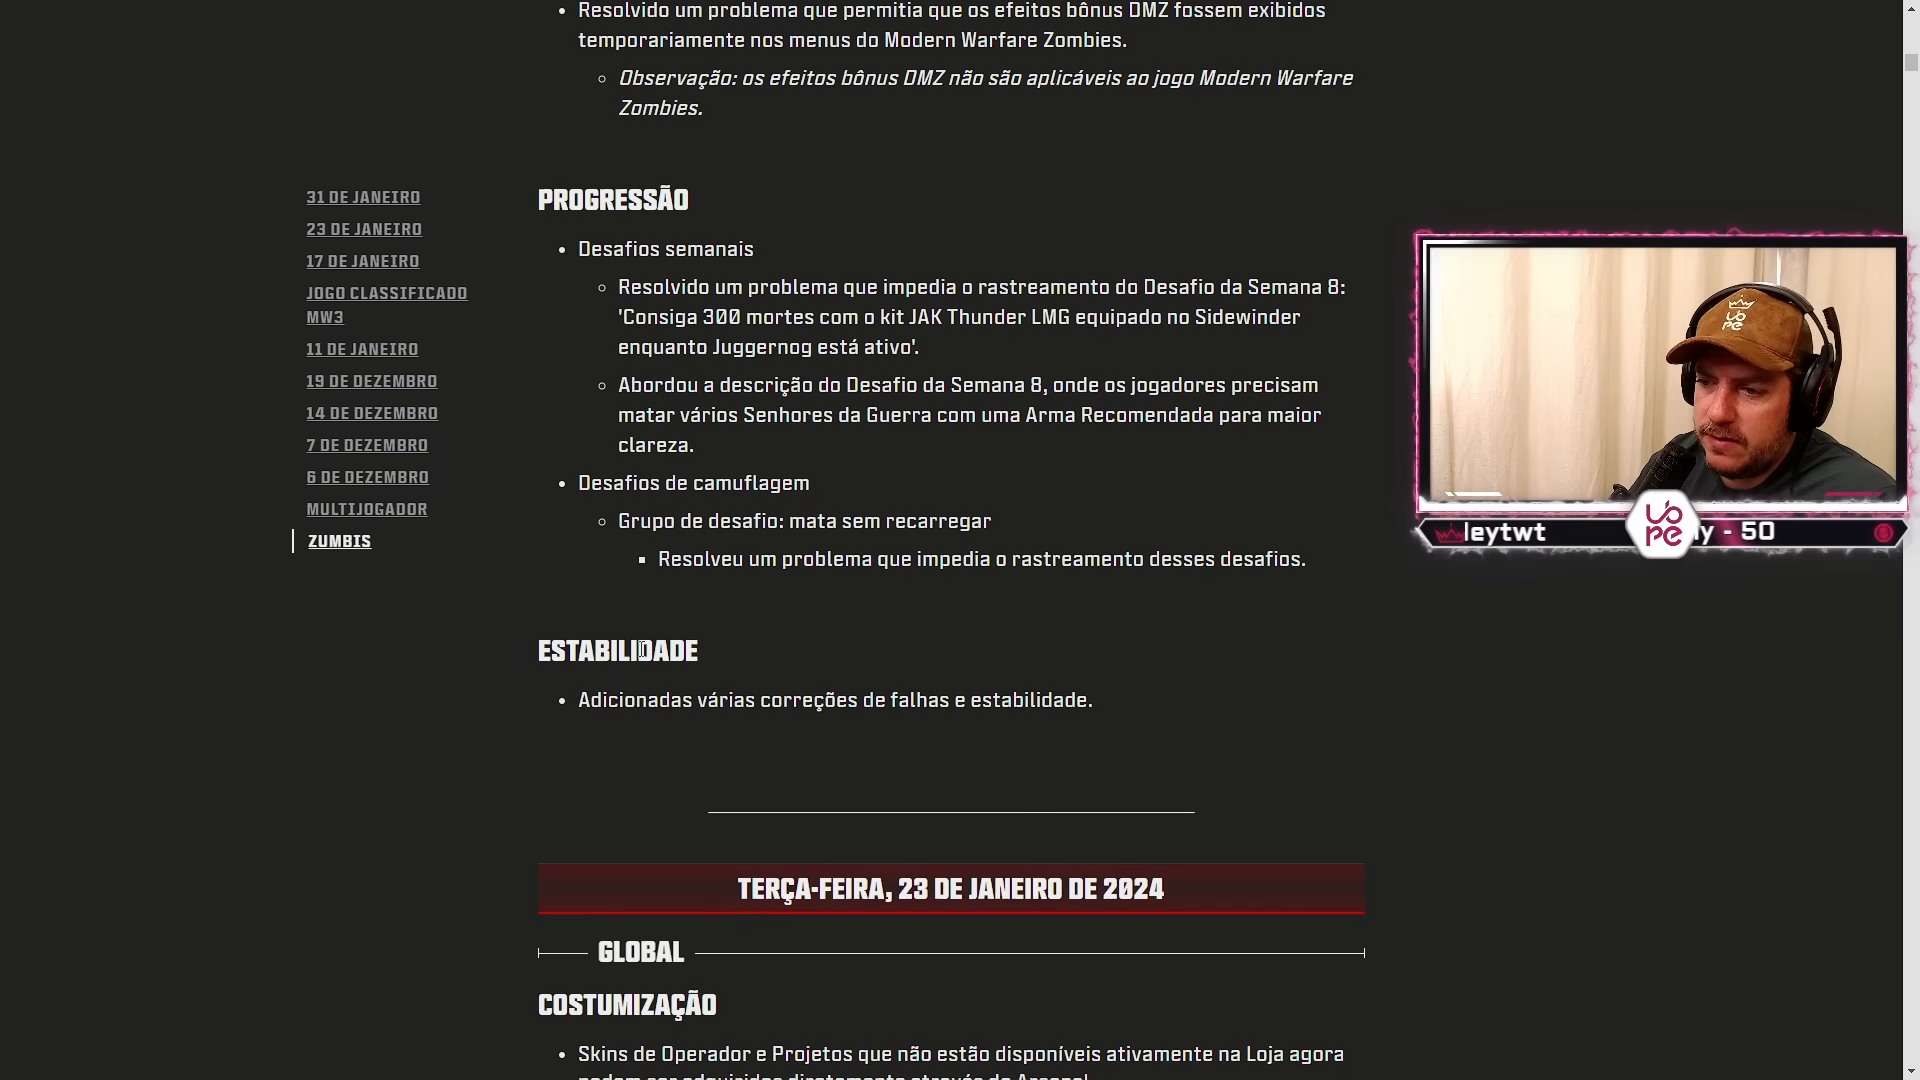 Resolvido um problema que permitia que os efeitos bônus DMZ fossem exibidos
temporariamente nos menus do Modern Warfare Zombies.
Observação: os efeitos bônus DMZ não são aplicáveis ao jogo Modern Warfare
Zombies.
31 DE JANEIRO
23 DE JANEIRO
17 DE JANEIRO
JOGO CLASSIFICADO
MW3
11 DE JANEIRO
19 DE DEZEMBRO
14 DE DEZEMBRO
7 DE DEZEMBRO
6 DE DEZEMBRO
MULTIJOGADOR
ZUMBIS
PROGRESSÃO
Desafios semanais
Resolvido um problema que impedia o rastreamento do Desafio da Semana 8:
'Consiga 300 mortes com o kit JAK Thunder LMG equipado no Sidewinder
enquanto Juggernog está ativo'.
Abordou a descrição do Desafio da Semana 8, onde os jogadores precisam
matar vários Senhores da Guerra com uma Arma Recomendada para maior
clareza.
Desafios de camuflagem
Grupo de desafio: mata sem recarregar
Resolveu um problema que impedia o rastreamento desses desafios.
ESTABILIDADE
Adicionadas várias correções de falhas e estabilidade.
TERÇA-FEIRA, 23 DE JANEIRO DE 2024
GLOBAL
COSTUMIZAÇÃO
Skins de Operador e Projetos que não estão disponíveis ativamente na Loja agora
UO
PE
leytwt
UO
PE
y - 50